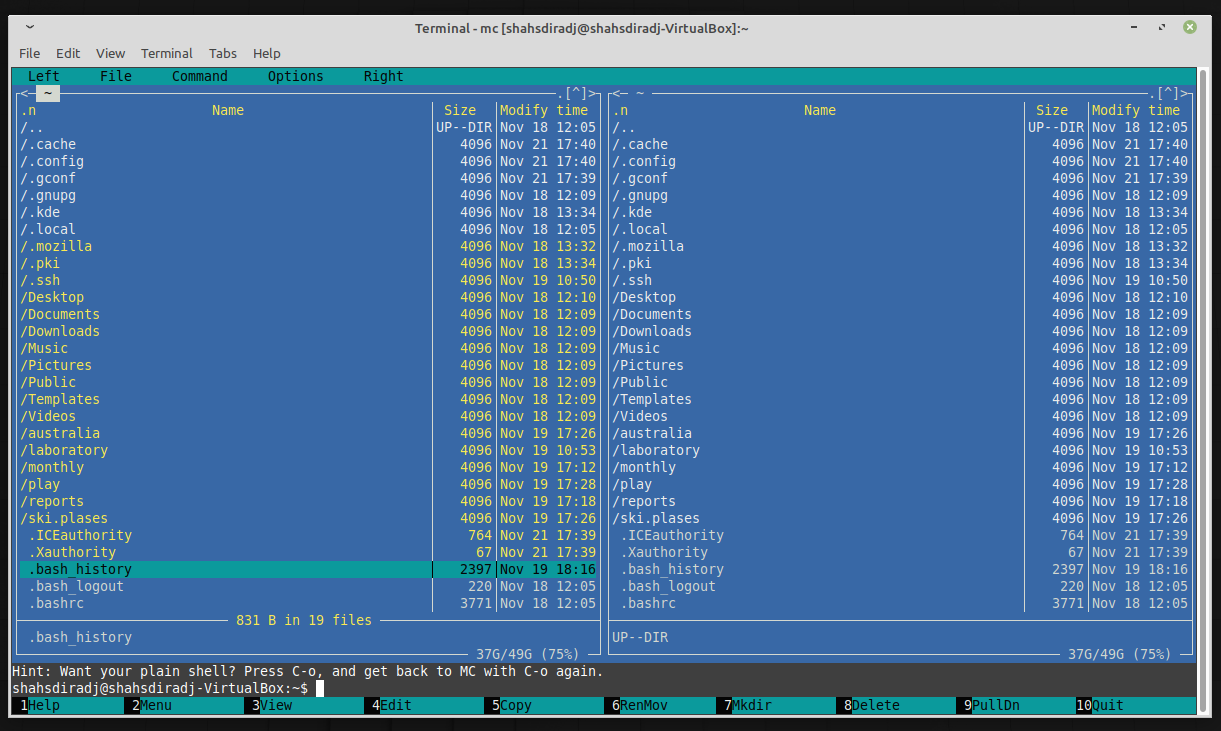 Terminal - mc [shahsdiradj@shahsdiradj-VirtualBox]:~
File Edit View Terminal Tabs Help
Left File Command Options Right
<─ ~ .[^]> <─ ~ .[^]>
.n Name Size Modify time .n Name Size Modify time
/.. UP--DIR Nov 18 12:05 /.. UP--DIR Nov 18 12:05
/.cache 4096 Nov 21 17:40 /.cache 4096 Nov 21 17:40
/.config 4096 Nov 21 17:40 /.config 4096 Nov 21 17:40
/.gconf 4096 Nov 21 17:39 /.gconf 4096 Nov 21 17:39
/.gnupg 4096 Nov 18 12:09 /.gnupg 4096 Nov 18 12:09
/.kde 4096 Nov 18 13:34 /.kde 4096 Nov 18 13:34
/.local 4096 Nov 18 12:05 /.local 4096 Nov 18 12:05
/.mozilla 4096 Nov 18 13:32 /.mozilla 4096 Nov 18 13:32
/.pki 4096 Nov 18 13:34 /.pki 4096 Nov 18 13:34
/.ssh 4096 Nov 19 10:50 /.ssh 4096 Nov 19 10:50
/Desktop 4096 Nov 18 12:10 /Desktop 4096 Nov 18 12:10
/Documents 4096 Nov 18 12:09 /Documents 4096 Nov 18 12:09
/Downloads 4096 Nov 18 12:09 /Downloads 4096 Nov 18 12:09
/Music 4096 Nov 18 12:09 /Music 4096 Nov 18 12:09
/Pictures 4096 Nov 18 12:09 /Pictures 4096 Nov 18 12:09
/Public 4096 Nov 18 12:09 /Public 4096 Nov 18 12:09
/Templates 4096 Nov 18 12:09 /Templates 4096 Nov 18 12:09
/Videos 4096 Nov 18 12:09 /Videos 4096 Nov 18 12:09
/australia 4096 Nov 19 17:26 /australia 4096 Nov 19 17:26
/laboratory 4096 Nov 19 10:53 /laboratory 4096 Nov 19 10:53
/monthly 4096 Nov 19 17:12 /monthly 4096 Nov 19 17:12
/play 4096 Nov 19 17:28 /play 4096 Nov 19 17:28
/reports 4096 Nov 19 17:18 /reports 4096 Nov 19 17:18
/ski.plases 4096 Nov 19 17:26 /ski.plases 4096 Nov 19 17:26
.ICEauthority 764 Nov 21 17:39 .ICEauthority 764 Nov 21 17:39
.Xauthority 67 Nov 21 17:39 .Xauthority 67 Nov 21 17:39
.bash_history 2397 Nov 19 18:16 .bash_history 2397 Nov 19 18:16
.bash_logout 220 Nov 18 12:05 .bash_logout 220 Nov 18 12:05
.bashrc 3771 Nov 18 12:05 .bashrc 3771 Nov 18 12:05
831 B in 19 files
.bash_history UP--DIR
37G/49G (75%) 37G/49G (75%)
Hint: Want your plain shell? Press C-o, and get back to MC with C-o again.
shahsdiradj@shahsdiradj-VirtualBox:~$
1Help 2Menu 3View 4Edit 5Copy 6RenMov 7Mkdir 8Delete 9PullDn 10Quit